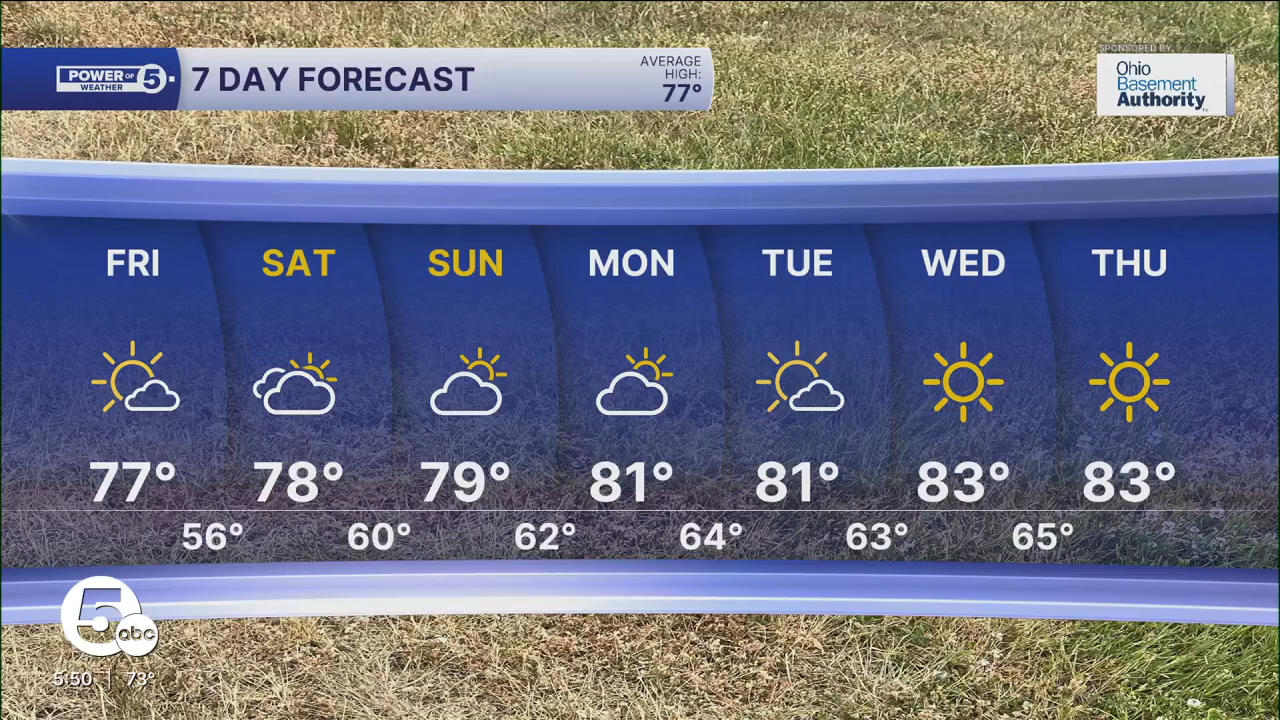 POWER OF 5
WEATHER
7 DAY FORECAST
AVERAGE
HIGH:
77°
SPONSORED BY
Ohio
Basement
Authority
FRI SAT SUN MON TUE WED THU
77° 78° 79° 81° 81° 83° 83°
56° 60° 62° 64° 63° 65°
5
abc
5:50 | 73°